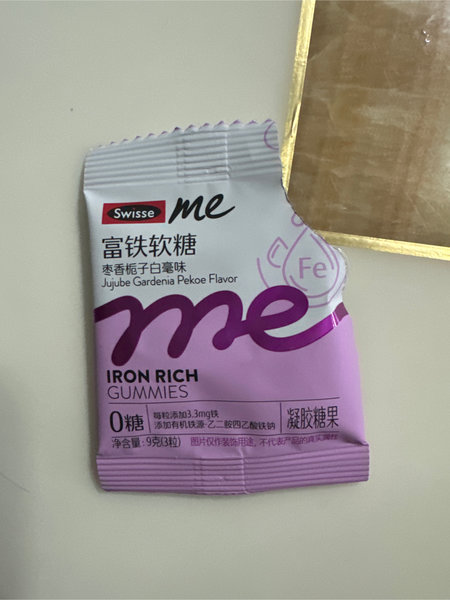 Swisse me
富铁软糖
枣香栀子白毫味
Jujube Gardenia Pekoe Flavor
Fe
me
IRON RICH
GUMMIES
0糖
每粒添加3.3mg铁
添加有机铁源-乙二胺四乙酸铁钠
凝胶糖果
净含量:9克(3粒)
图片仅作装饰用途,不代表产品的真实属性